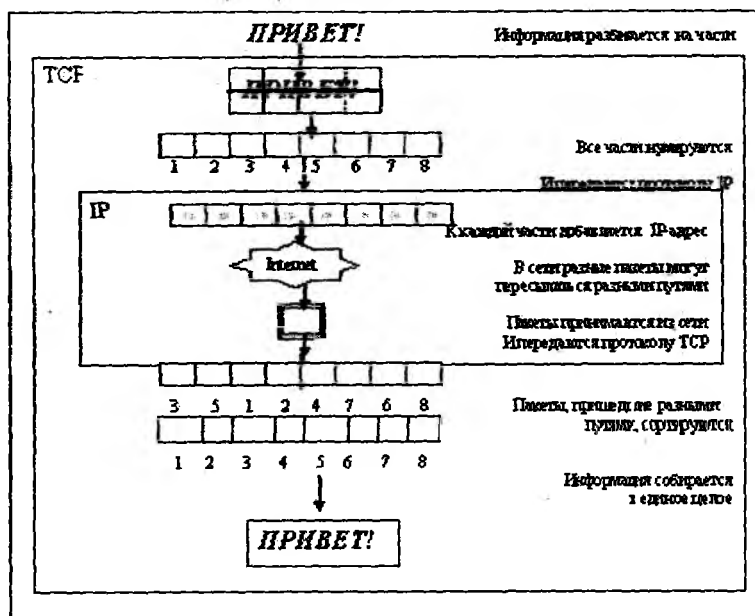 ПРИВЕТ!
Информация разбивается на части
TCP
ПРИВЕТ!
1 2 3 4 5 6 7 8
Все части нумеруются
И передаются протоколу IP
IP
К каждой части добавляется IP-адрес
Internet
В сети разные пакеты могут
пересылаться разными путями
Пакеты принимаются из сети
И передаются протоколу TCP
3 5 1 2 4 7 6 8
Пакеты, пришедшие разными
путями, сортируются
1 2 3 4 5 6 7 8
Информация собирается
в единое целое
ПРИВЕТ!